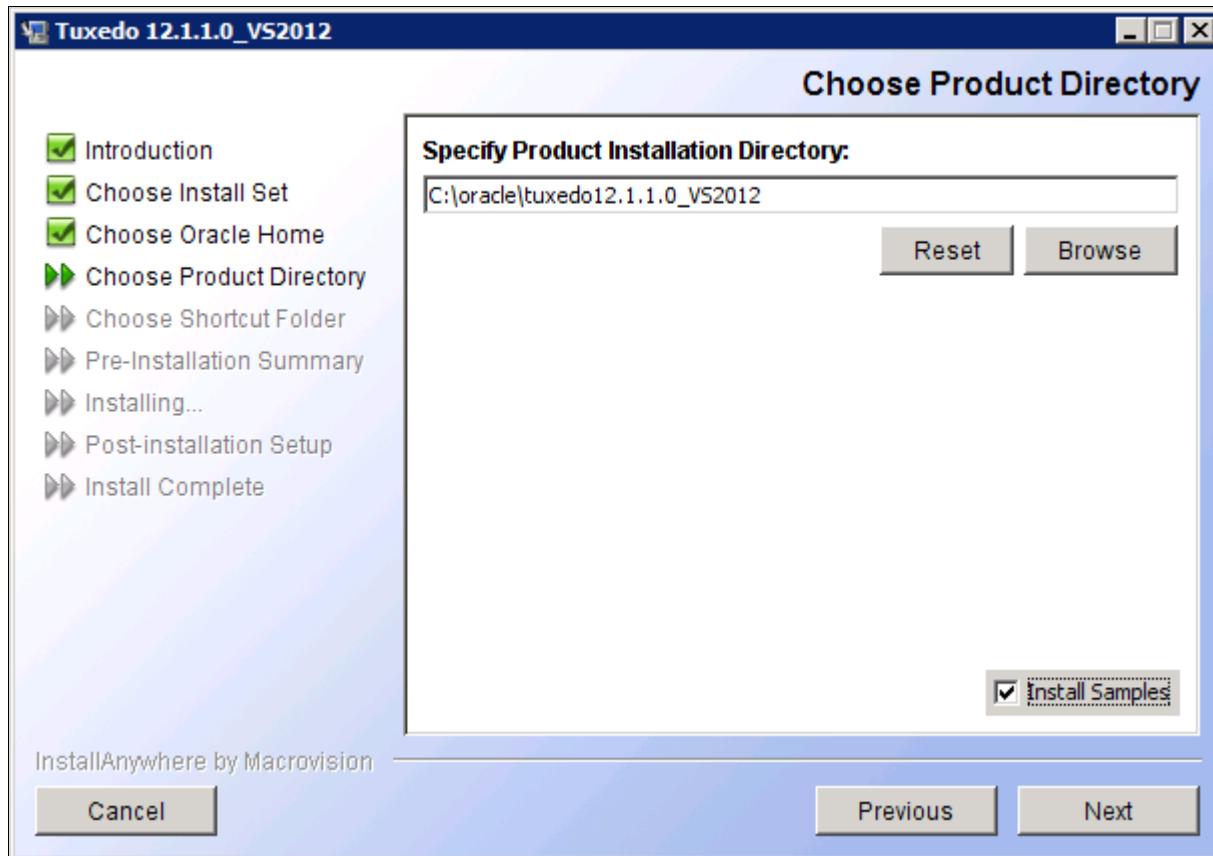 Tuxedo 12.1.1.0_VS2012
Choose Product Directory
Introduction
Choose Install Set
Choose Oracle Home
Choose Product Directory
Choose Shortcut Folder
Pre-Installation Summary
Installing...
Post-installation Setup
Install Complete
Specify Product Installation Directory:
C:\oracle\tuxedo12.1.1.0_VS2012
Reset Browse
Install Samples
InstallAnywhere by Macrovision
Cancel Previous Next